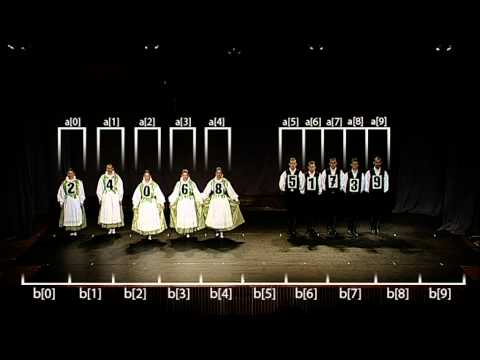 a[0] a[1] a[2] a[3] a[4] a[5] a[6] a[7] a[8] a[9]
2 4 0 6 8 5 1 7 3 9
b[0] b[1] b[2] b[3] b[4] b[5] b[6] b[7] b[8] b[9]